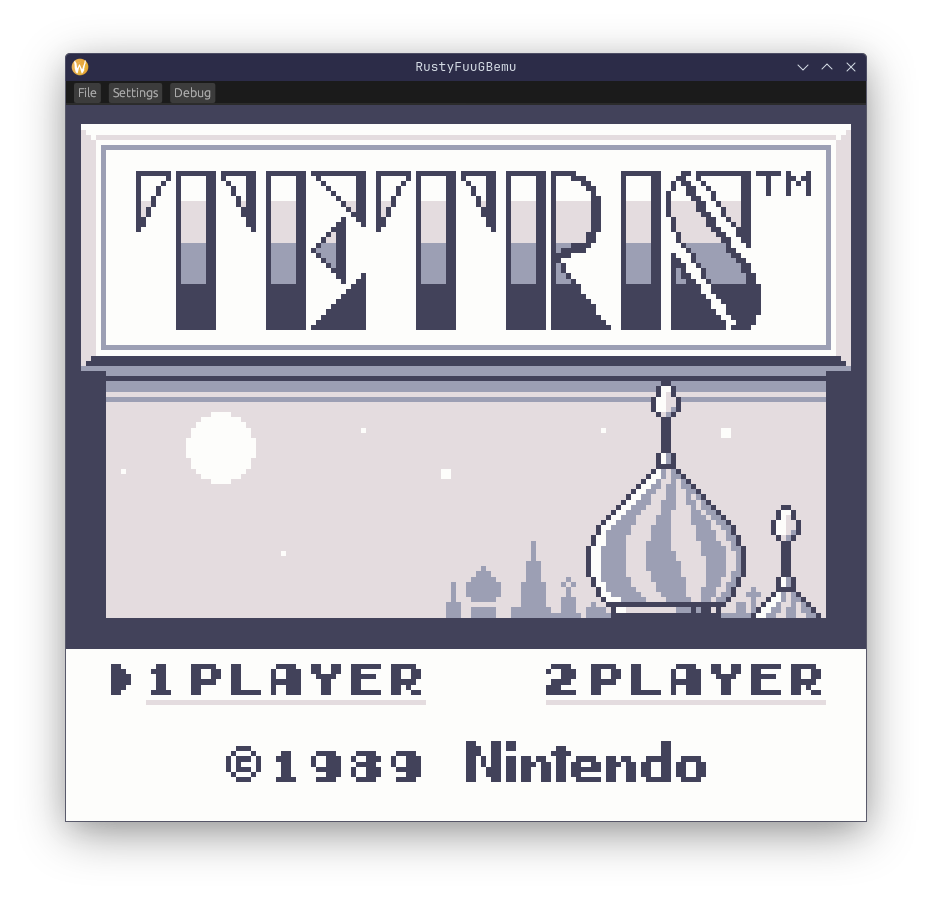 RustyFuuGBemu
File Settings Debug
TETRIS™
1PLAYER 2PLAYER
©1989 Nintendo